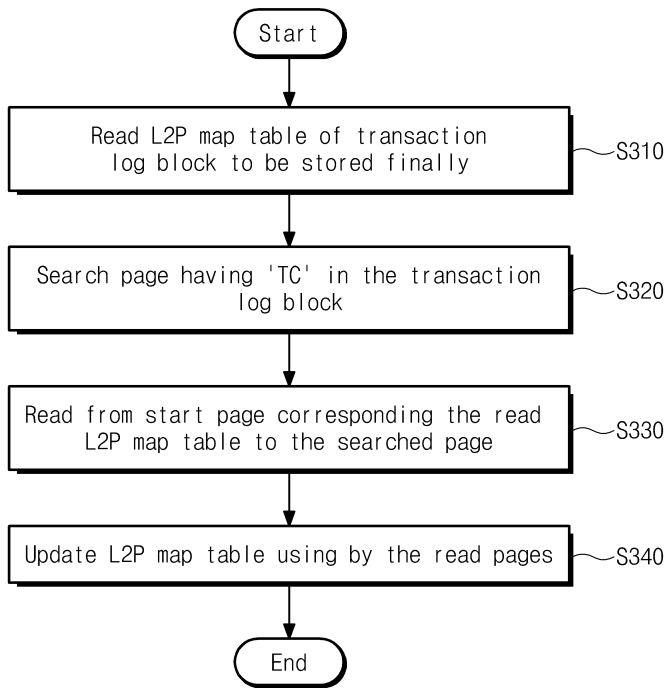 Start
Read L2P map table of transaction
log block to be stored finally
S310
Search page having 'TC' in the transaction
log block
S320
Read from start page corresponding the read
L2P map table to the searched page
S330
Update L2P map table using by the read pages
S340
End